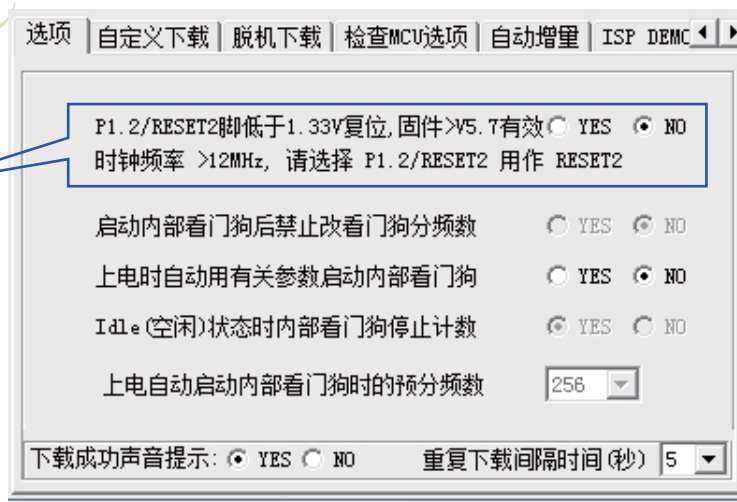 选项 自定义下载 脱机下载 检查MCU选项 自动增量 ISP DEMC
P1.2/RESET2脚低于1.33V复位,固件>V5.7有效 YES NO
时钟频率 >12MHz, 请选择 P1.2/RESET2 用作 RESET2
启动内部看门狗后禁止改看门狗分频数 YES NO
上电时自动用有关参数启动内部看门狗 YES NO
Idle(空闲)状态时内部看门狗停止计数 YES NO
上电自动启动内部看门狗时的预分频数 256
下载成功声音提示: YES NO 重复下载间隔时间(秒) 5